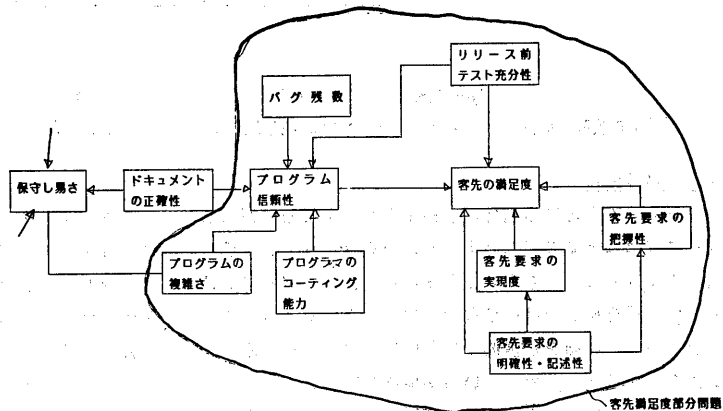 リリース前
テスト充分性
バグ残数
保守し易さ
ドキュメント
の正確性
プログラム
信頼性
客先の満足度
客先要求の
把握性
プログラムの
複雑さ
プログラマの
コーティング
能力
客先要求の
実現度
客先要求の
明確性・記述性
客先満足度部分問題